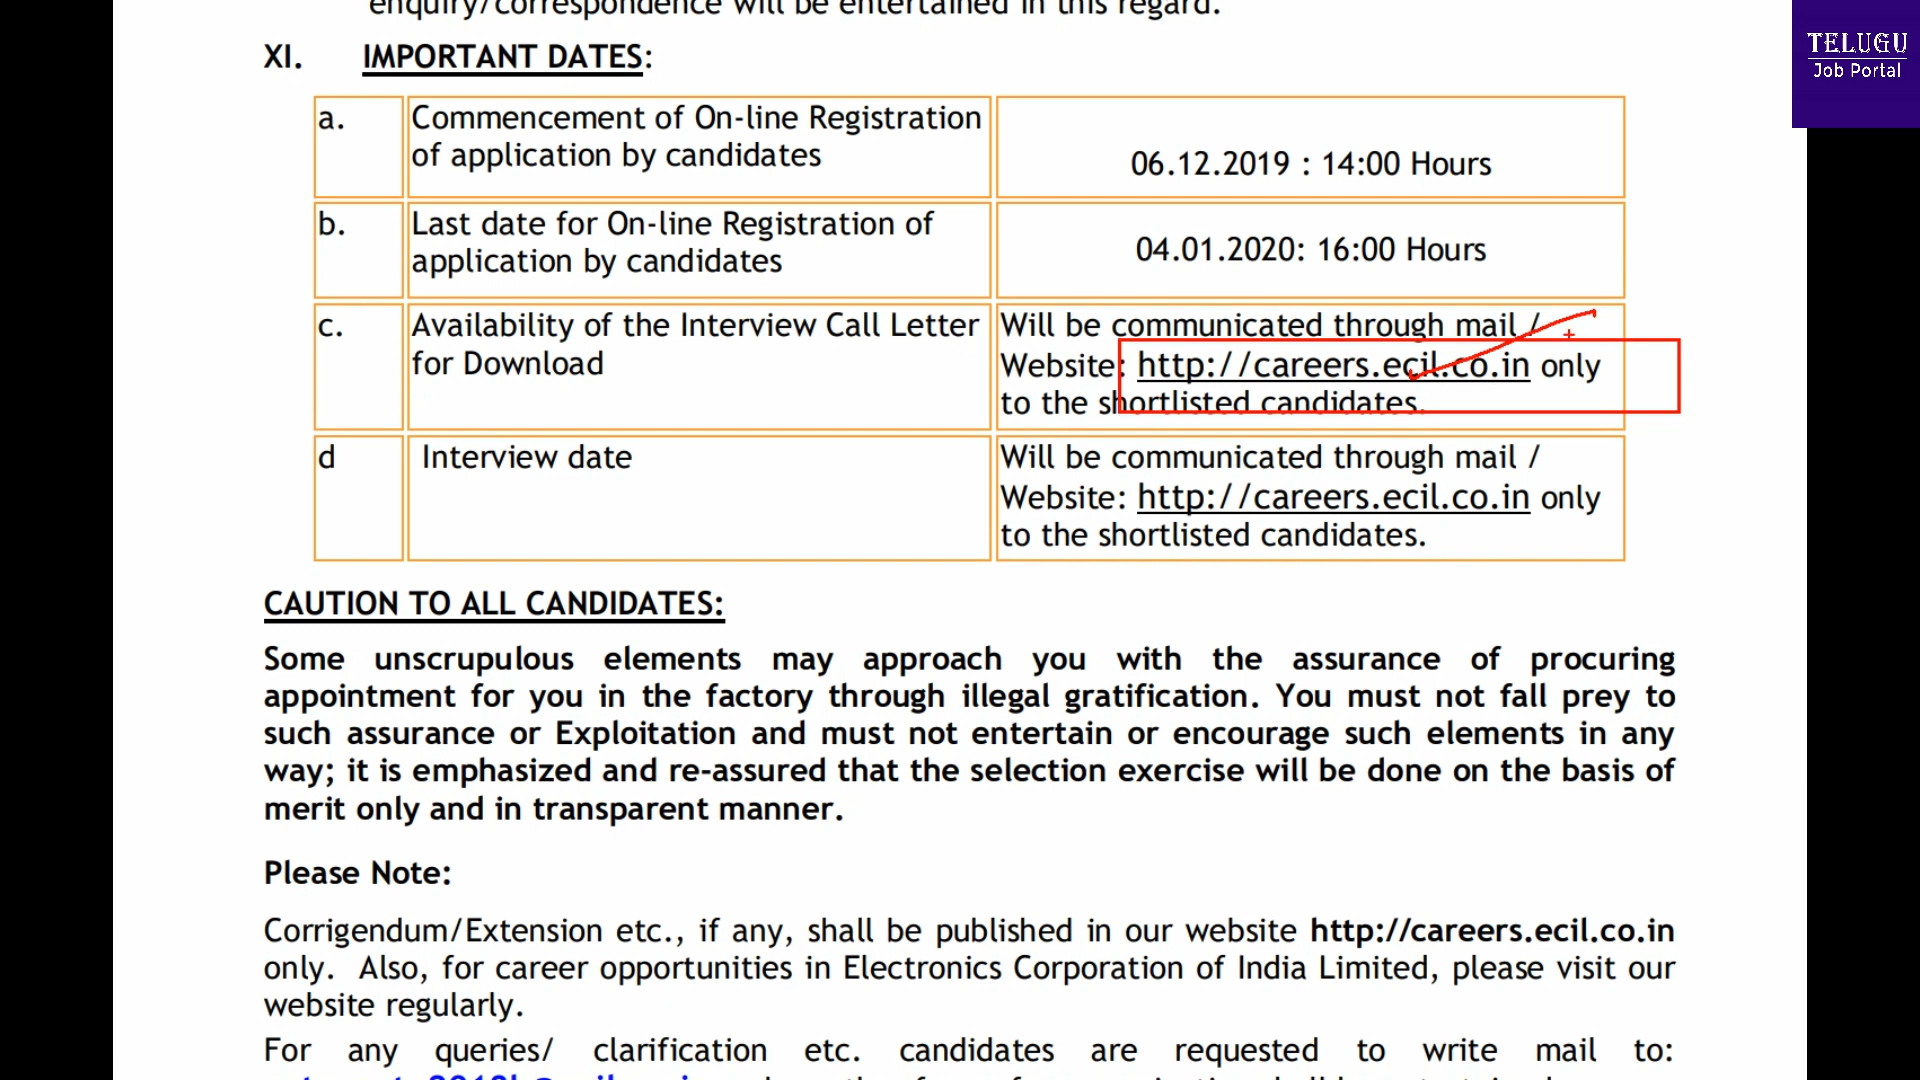 enquiry/correspondence will be entertained in this regard.
TELUGU
Job Portal
XI. IMPORTANT DATES:
a. Commencement of On-line Registration
of application by candidates
06.12.2019 : 14:00 Hours
b. Last date for On-line Registration of
application by candidates
04.01.2020: 16:00 Hours
c. Availability of the Interview Call Letter
for Download
Will be communicated through mail /
Website: http://careers.ecil.co.in only
to the shortlisted candidates.
d Interview date
Will be communicated through mail /
Website: http://careers.ecil.co.in only
to the shortlisted candidates.
CAUTION TO ALL CANDIDATES:
Some unscrupulous elements may approach you with the assurance of procuring
appointment for you in the factory through illegal gratification. You must not fall prey to
such assurance or Exploitation and must not entertain or encourage such elements in any
way; it is emphasized and re-assured that the selection exercise will be done on the basis of
merit only and in transparent manner.
Please Note:
Corrigendum/Extension etc., if any, shall be published in our website http://careers.ecil.co.in
only. Also, for career opportunities in Electronics Corporation of India Limited, please visit our
website regularly.
For any queries/ clarification etc. candidates are requested to write mail to: